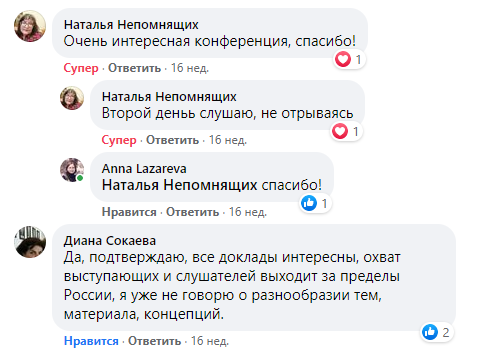 Наталья Непомнящих
Очень интересная конференция, спасибо!
1
Супер · Ответить · 16 нед.
Наталья Непомнящих
Второй деньь слушаю, не отрываясь
1
Супер · Ответить · 16 нед.
Anna Lazareva
Наталья Непомнящих спасибо!
1
Нравится · Ответить · 16 нед.
Диана Сокаева
Да, подтверждаю, все доклады интересны, охват
выступающих и слушателей выходит за пределы
России, я уже не говорю о разнообразии тем,
материала, концепций.
2
Нравится · Ответить · 16 нед.